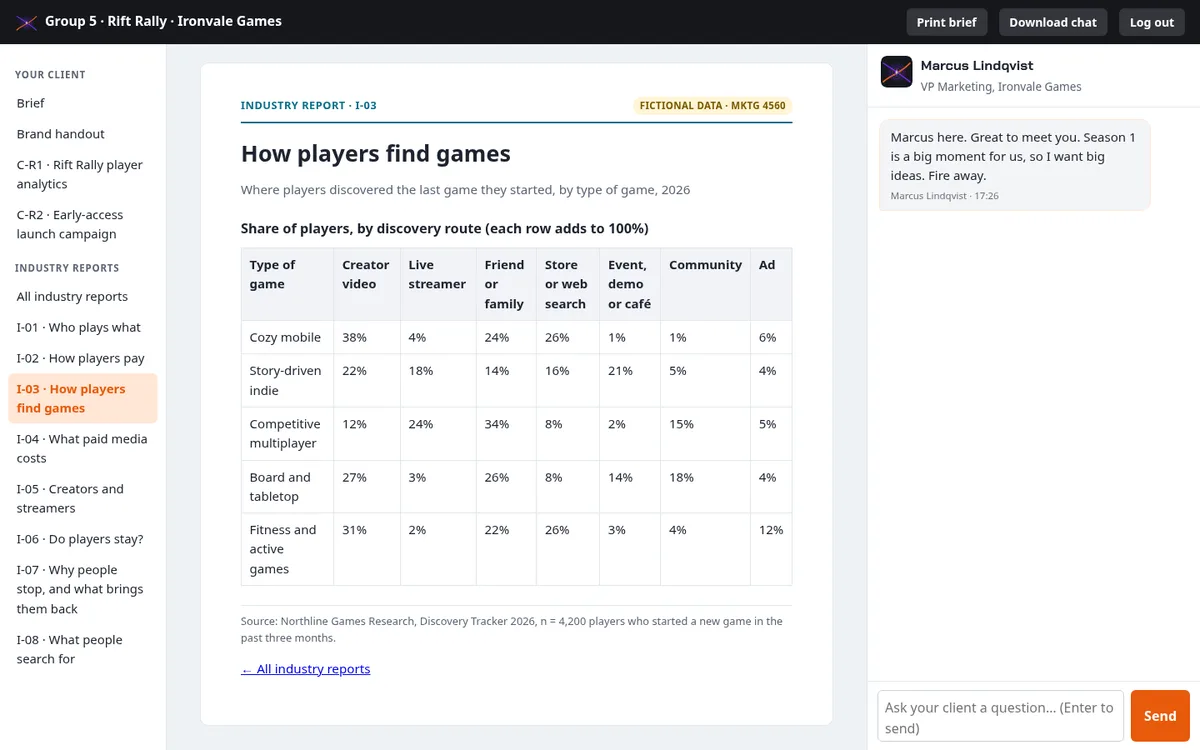 Group 5 · Rift Rally · Ironvale Games
Print brief
Download chat
Log out
YOUR CLIENT
Brief
Brand handout
C-R1 · Rift Rally player
analytics
C-R2 · Early-access
launch campaign
INDUSTRY REPORTS
All industry reports
I-01 · Who plays what
I-02 · How players pay
I-03 · How players
find games
I-04 · What paid media
costs
I-05 · Creators and
streamers
I-06 · Do players stay?
I-07 · Why people
stop, and what brings
them back
I-08 · What people
search for
INDUSTRY REPORT · I-03
FICTIONAL DATA · MKTG 4560
How players find games
Where players discovered the last game they started, by type of game, 2026
Share of players, by discovery route (each row adds to 100%)
Type of game | Creator video | Live streamer | Friend or family | Store or web search | Event, demo or café | Community | Ad
Cozy mobile | 38% | 4% | 24% | 26% | 1% | 1% | 6%
Story-driven indie | 22% | 18% | 14% | 16% | 21% | 5% | 4%
Competitive multiplayer | 12% | 24% | 34% | 8% | 2% | 15% | 5%
Board and tabletop | 27% | 3% | 26% | 8% | 14% | 18% | 4%
Fitness and active games | 31% | 2% | 22% | 26% | 3% | 4% | 12%
Source: Northline Games Research, Discovery Tracker 2026, n = 4,200 players who started a new game in the
past three months.
← All industry reports
Marcus Lindqvist
VP Marketing, Ironvale Games
Marcus here. Great to meet you. Season 1
is a big moment for us, so I want big
ideas. Fire away.
Marcus Lindqvist · 17:26
Ask your client a question... (Enter to
send)
Send